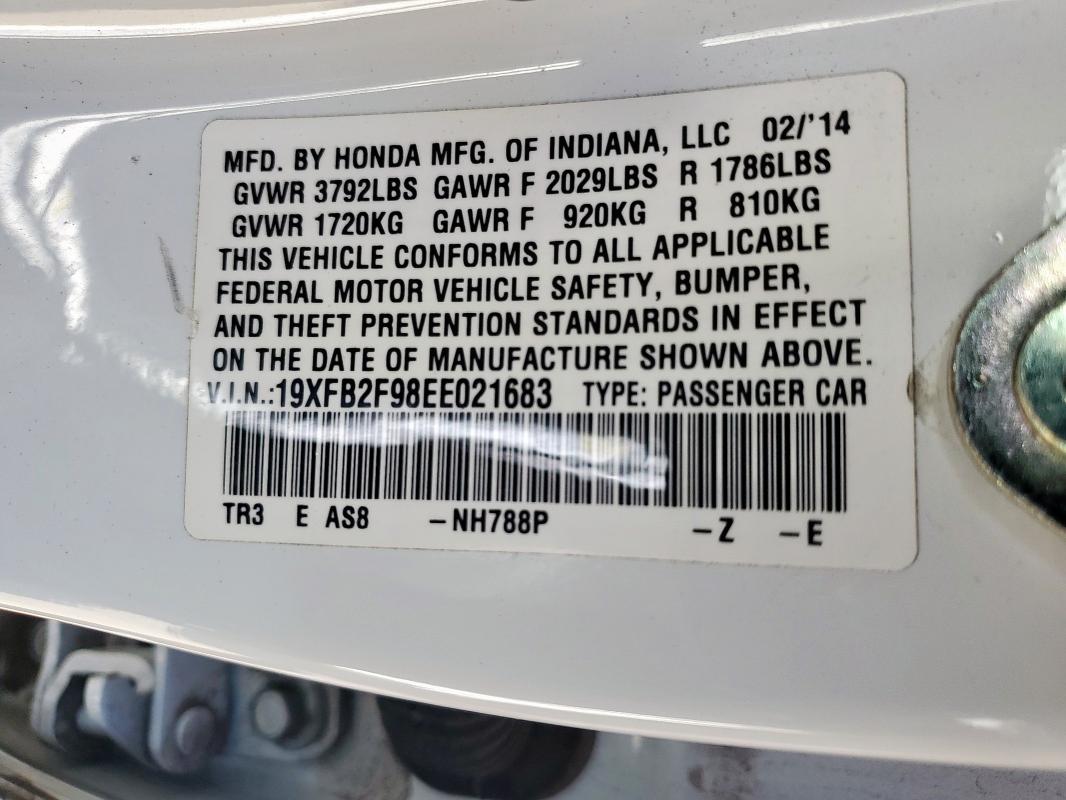 MFD. BY HONDA MFG. OF INDIANA, LLC 02/'14
GVWR 3792LBS GAWR F 2029LBS R 1786LBS
GVWR 1720KG GAWR F 920KG R 810KG
THIS VEHICLE CONFORMS TO ALL APPLICABLE
FEDERAL MOTOR VEHICLE SAFETY, BUMPER,
AND THEFT PREVENTION STANDARDS IN EFFECT
ON THE DATE OF MANUFACTURE SHOWN ABOVE.
V.I.N.:19XFB2F98EE021683 TYPE: PASSENGER CAR
TR3 E AS8 –NH788P –Z –E